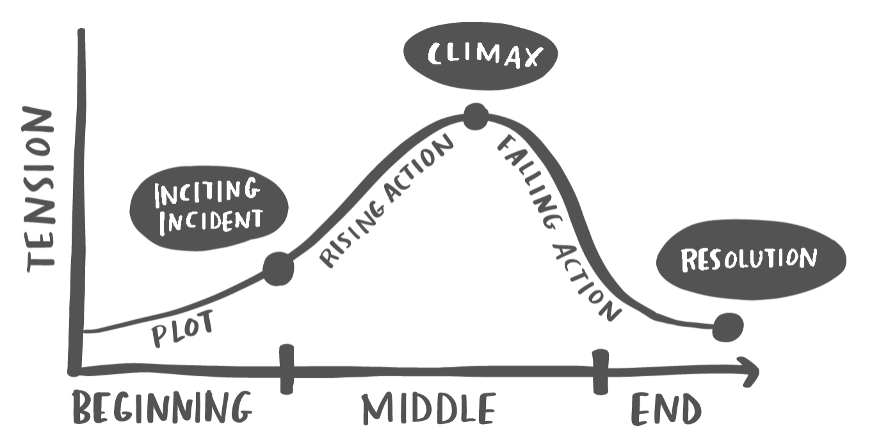 CLIMAX
TENSION
INCITING
INCIDENT
RISING ACTION
FALLING ACTION
RESOLUTION
PLOT
BEGINNING
MIDDLE
END